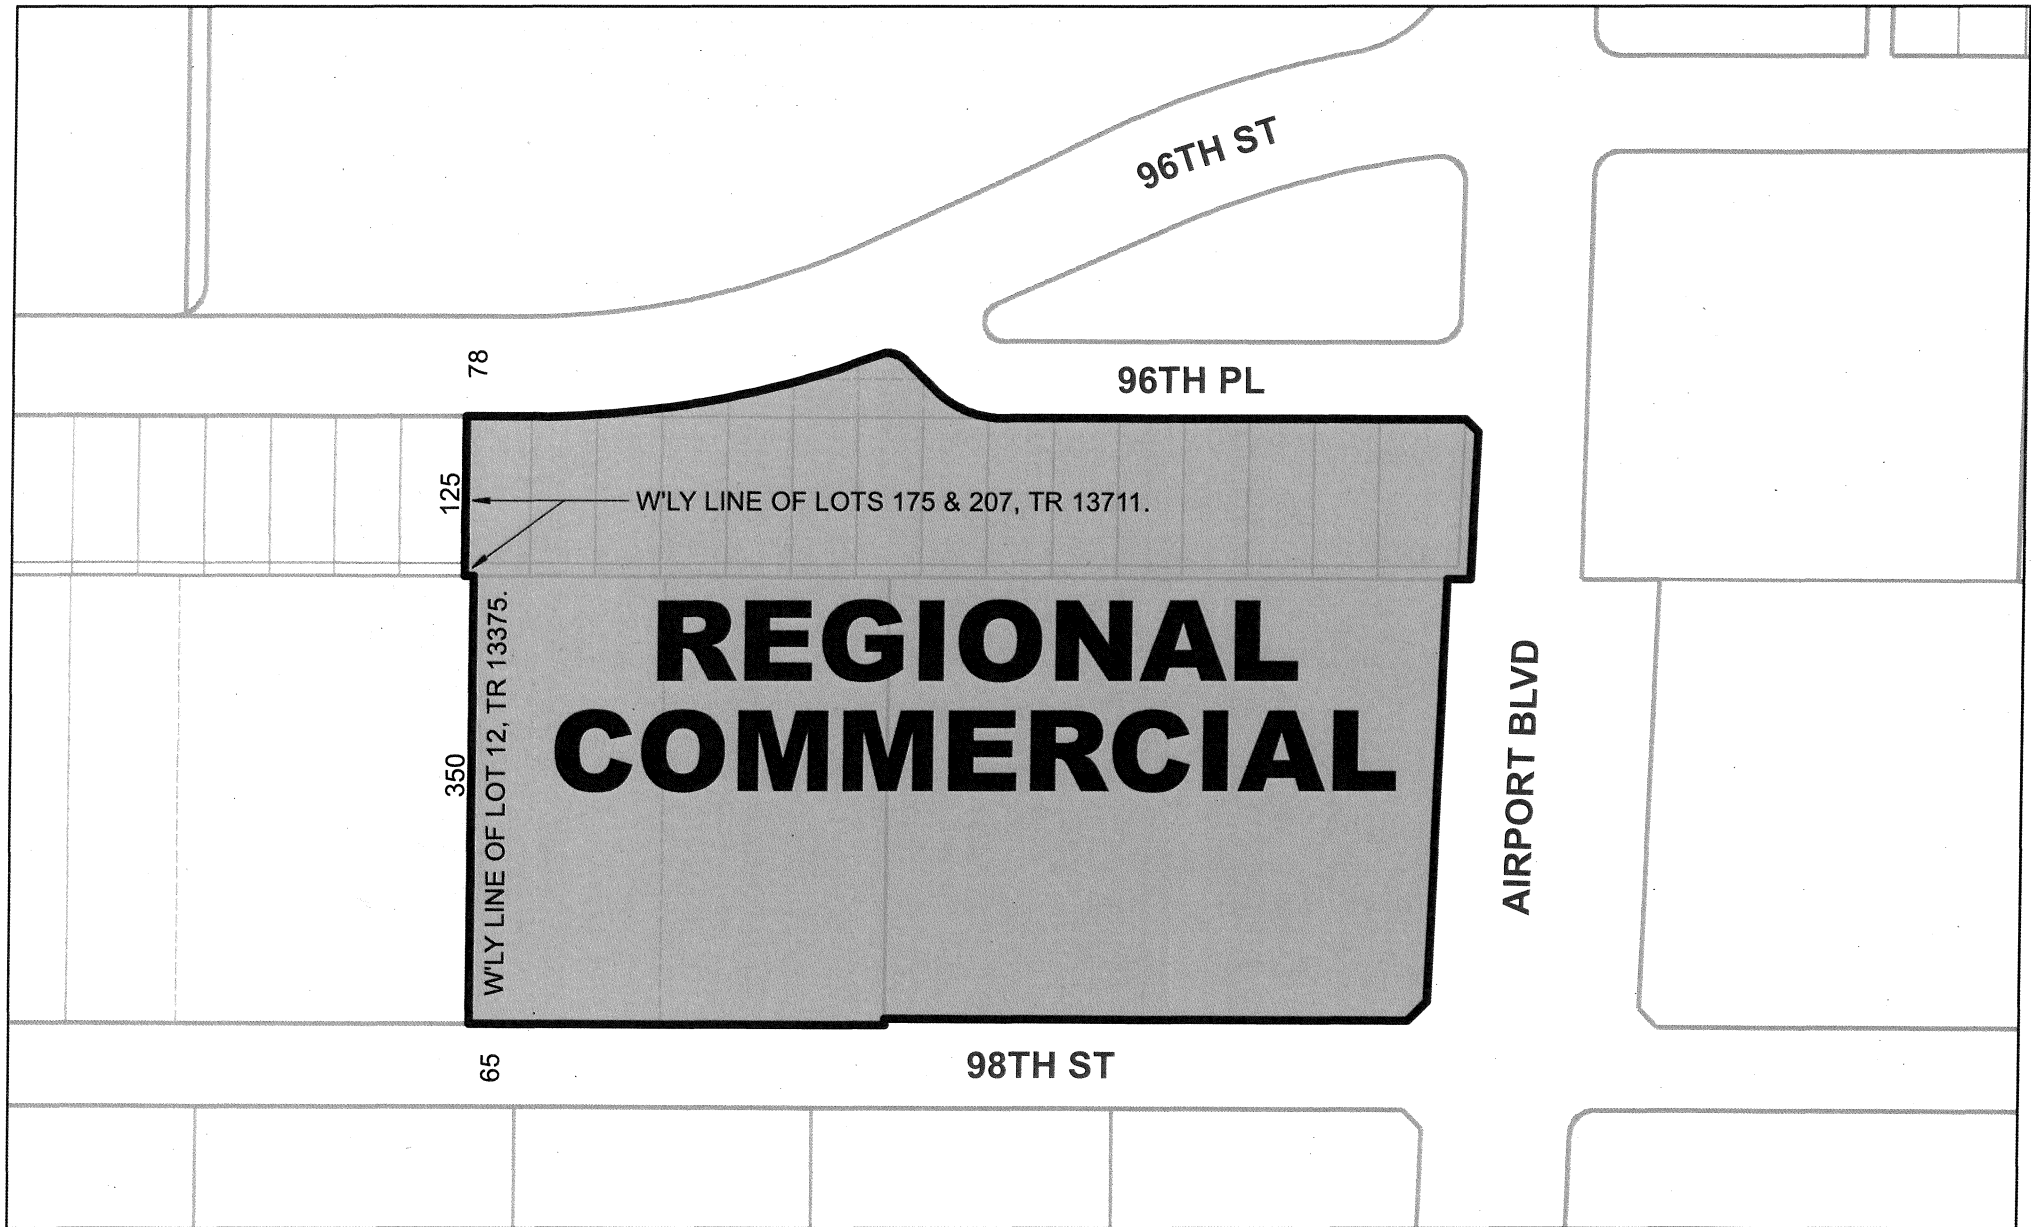 96TH ST
78
96TH PL
125
W'LY LINE OF LOTS 175 & 207, TR 13711.
REGIONAL
COMMERCIAL
W'LY LINE OF LOT 12, TR 13375.
350
AIRPORT BLVD
65
98TH ST